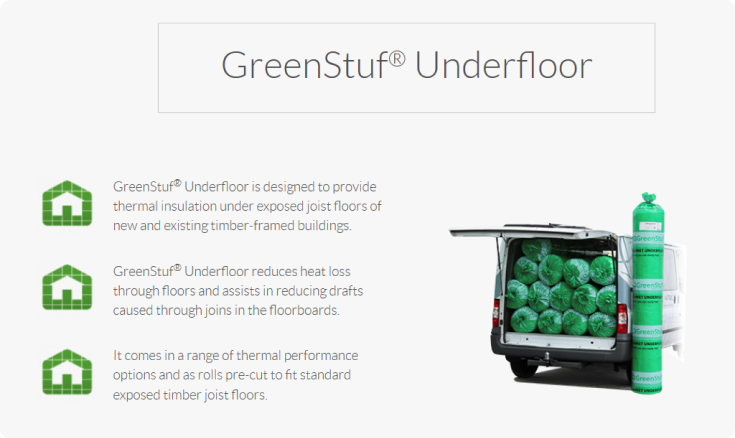 GreenStuf® Underfloor
GreenStuf® Underfloor is designed to provide
thermal insulation under exposed joist floors of
new and existing timber-framed buildings.
GreenStuf® Underfloor reduces heat loss
through floors and assists in reducing drafts
caused through joins in the floorboards.
It comes in a range of thermal performance
options and as rolls pre-cut to fit standard
exposed timber joist floors.
GreenStuf
GreenStuf
GreenStuf